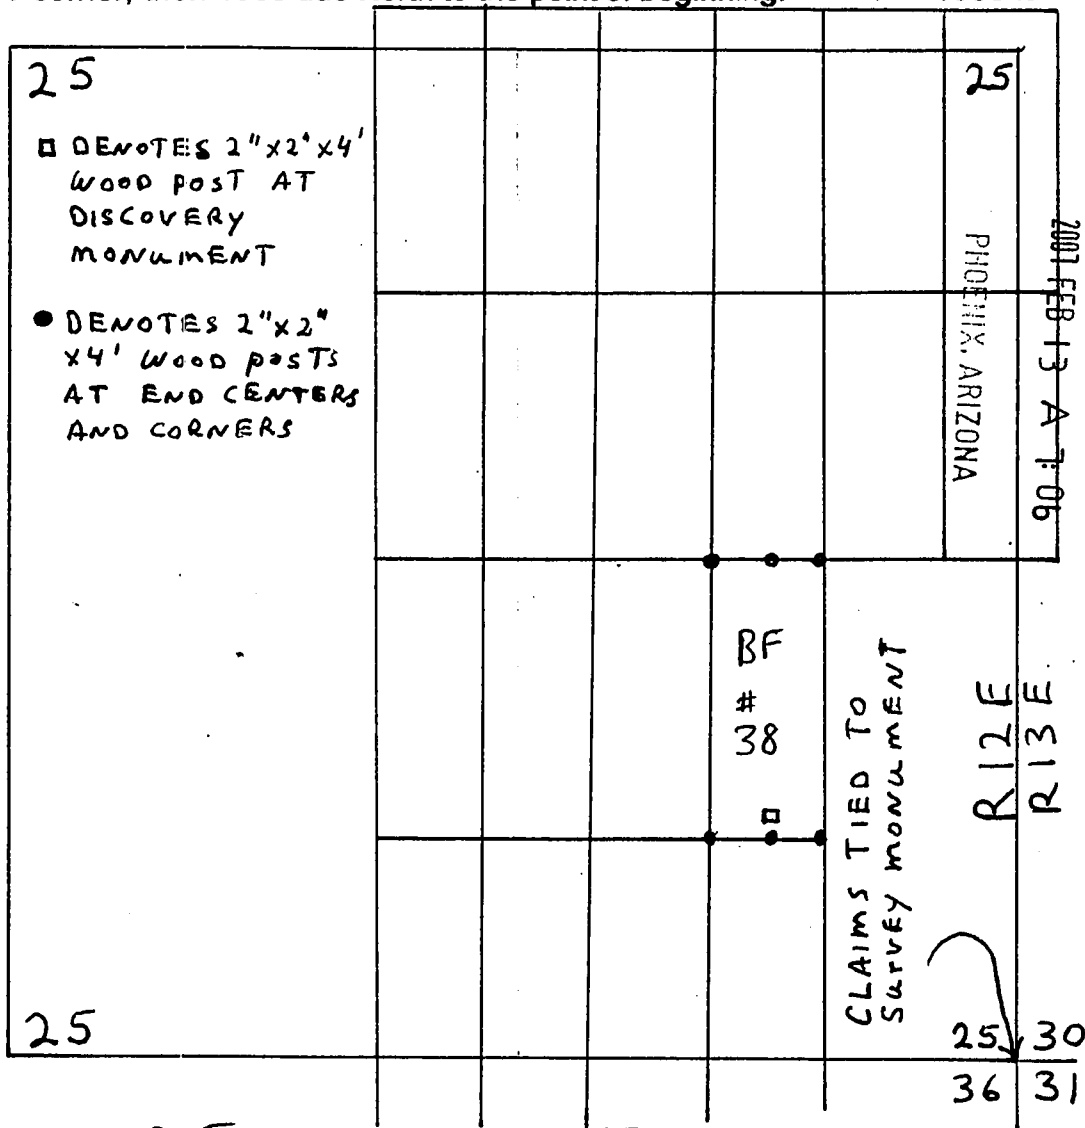 corner, then 1500 due north to the point of beginning.
25
25
□ DENOTES 2"x2"x4'
WOOD POST AT
DISCOVERY
MONUMENT
● DENOTES 2"x2"
x4' WOOD POSTS
AT END CENTERS
AND CORNERS
PHOENIX, ARIZONA
2007 FEB 13 A 7:06
BF
#
38
CLAIMS TIED TO
SURVEY MONUMENT
R12E
R13E
25
25
30
36
31